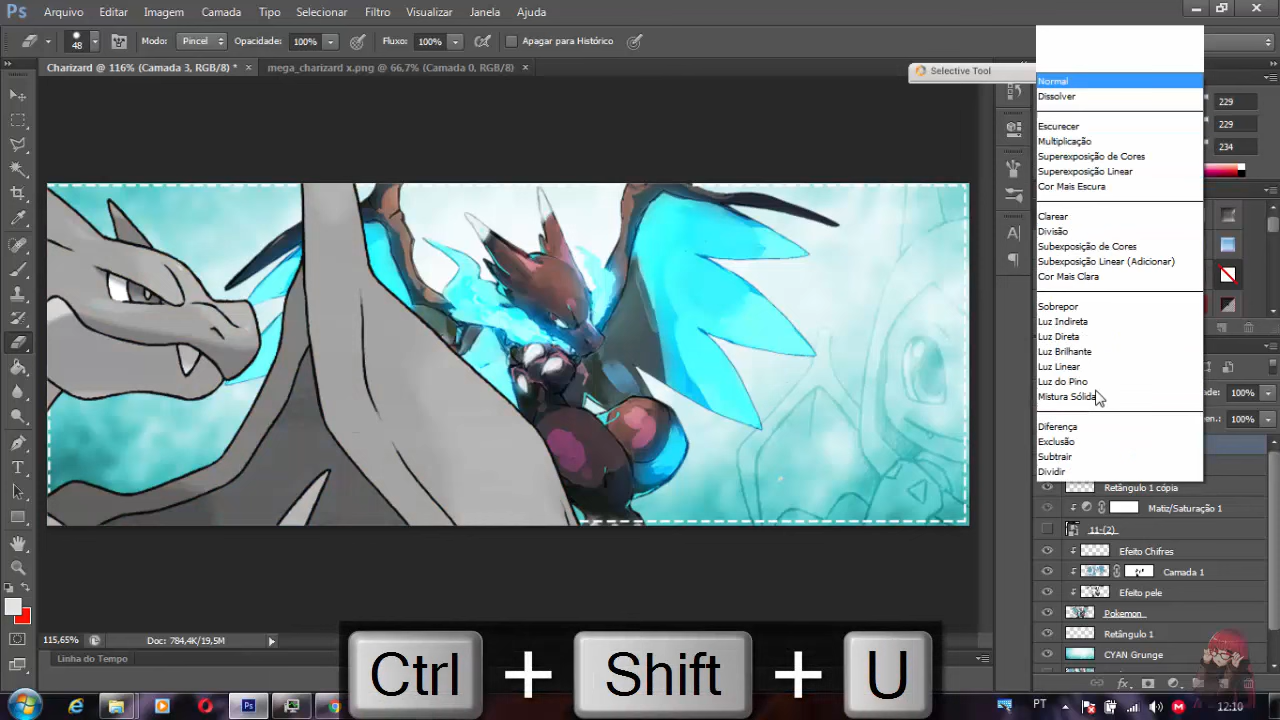 Ps Arquivo Editar Imagem Camada Tipo Selecionar Filtro Visualizar Janela Ajuda
48 Modo: Pincel Opacidade: 100% Fluxo: 100% Apagar para Histórico
Charizard @ 116% (Camada 3, RGB/8) * × mega_charizard x.png @ 66,7% (Camada 0, RGB/8) ×
Selective Tool
Normal
Dissolver
Escurecer
Multiplicação
Superexposição de Cores
Superexposição Linear
Cor Mais Escura
Clarear
Divisão
Subexposição de Cores
Subexposição Linear (Adicionar)
Cor Mais Clara
Sobrepor
Luz Indireta
Luz Direta
Luz Brilhante
Luz Linear
Luz do Pino
Mistura Sólida
Diferença
Exclusão
Subtrair
Dividir
229
229
234
de: 100%
en.: 100%
Retângulo 1 cópia
Matiz/Saturação 1
11-(2)
Efeito Chifres
Camada 1
Efeito pele
Pokemon
Retângulo 1
CYAN Grunge
115,65% Doc: 784,4K/19,5M
Linha do Tempo
Ctrl + Shift + U
PT 12:10